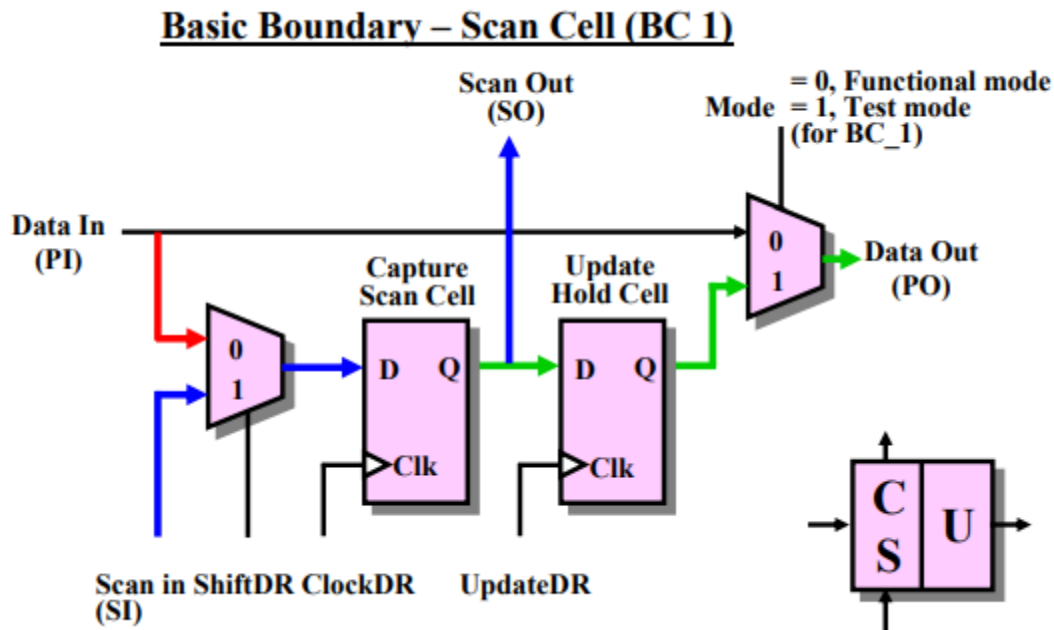 Basic Boundary – Scan Cell (BC 1)
Scan Out
(SO)
= 0, Functional mode
Mode = 1, Test mode
(for BC_1)
Data In
(PI)
Capture
Scan Cell
Update
Hold Cell
0
1
Data Out
(PO)
0
1
D Q
Clk
D Q
Clk
C
S
U
Scan in ShiftDR ClockDR UpdateDR
(SI)